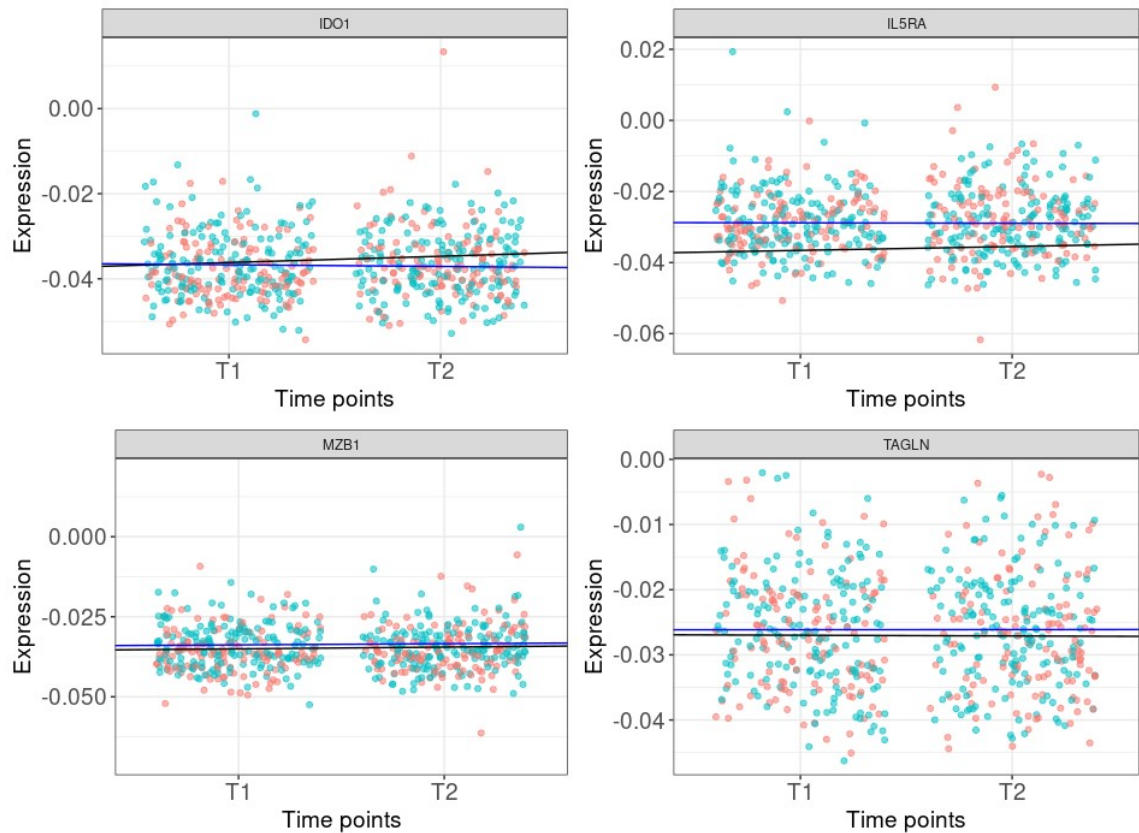 IDO1
0.00
-0.02
-0.04
Expression
T1 T2
Time points
IL5RA
0.02
0.00
-0.02
-0.04
-0.06
Expression
T1 T2
Time points
MZB1
0.000
-0.025
-0.050
Expression
T1 T2
Time points
TAGLN
0.00
-0.01
-0.02
-0.03
-0.04
Expression
T1 T2
Time points